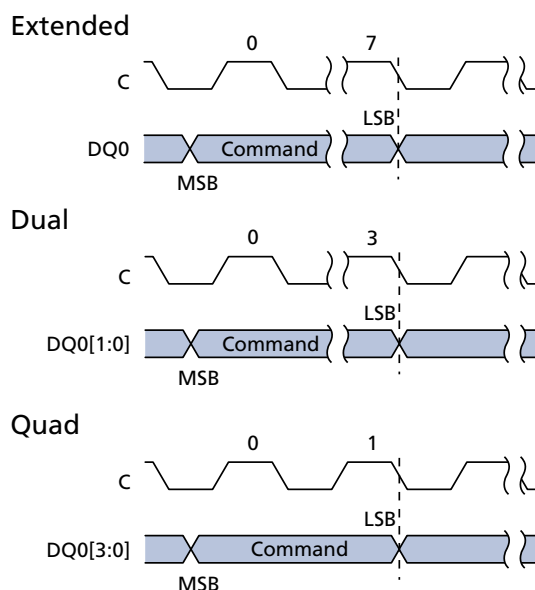 Extended
0 7
C
LSB
DQ0 Command
MSB
Dual
0 3
C
LSB
DQ0[1:0] Command
MSB
Quad
0 1
C
LSB
DQ0[3:0] Command
MSB